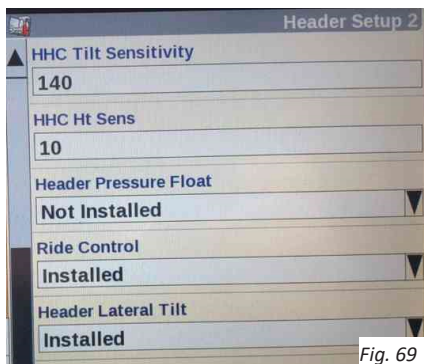 Header Setup 2
HHC Tilt Sensitivity
140
HHC Ht Sens
10
Header Pressure Float
Not Installed
Ride Control
Installed
Header Lateral Tilt
Installed
Fig. 69